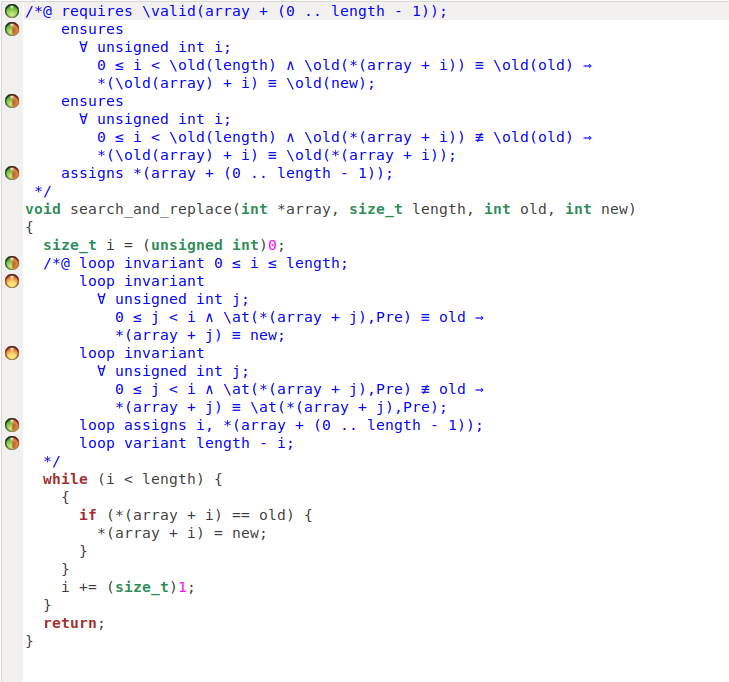 /*@ requires \valid(array + (0 .. length - 1));
ensures
∀ unsigned int i;
0 ≤ i < \old(length) ∧ \old(*(array + i)) ≡ \old(old) ⇒
*(\old(array) + i) ≡ \old(new);
ensures
∀ unsigned int i;
0 ≤ i < \old(length) ∧ \old(*(array + i)) ≢ \old(old) ⇒
*(\old(array) + i) ≡ \old(*(array + i));
assigns *(array + (0 .. length - 1));
*/
void search_and_replace(int *array, size_t length, int old, int new)
{
size_t i = (unsigned int)0;
/*@ loop invariant 0 ≤ i ≤ length;
loop invariant
∀ unsigned int j;
0 ≤ j < i ∧ \at(*(array + j),Pre) ≡ old ⇒
*(array + j) ≡ new;
loop invariant
∀ unsigned int j;
0 ≤ j < i ∧ \at(*(array + j),Pre) ≢ old ⇒
*(array + j) ≡ \at(*(array + j),Pre);
loop assigns i, *(array + (0 .. length - 1));
loop variant length - i;
*/
while (i < length) {
{
if (*(array + i) == old) {
*(array + i) = new;
}
}
i += (size_t)1;
}
return;
}